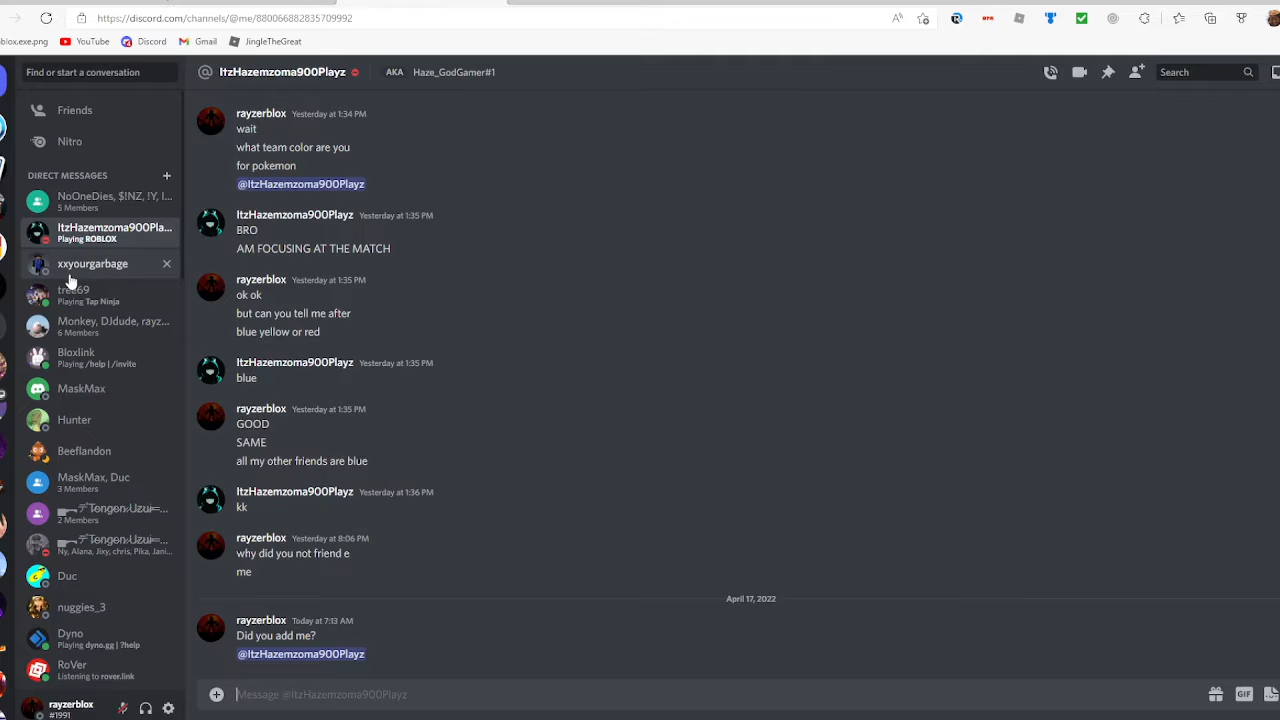 https://discord.com/channels/@me/880066882835709992
blox.exe.png
YouTube
Discord
Gmail
JingleTheGreat
Find or start a conversation
Friends
Nitro
DIRECT MESSAGES
NoOneDies, $!NZ, !Y, I...
5 Members
ItzHazemzoma900Pla...
Playing ROBLOX
xxyourgarbage
tree69
Playing Tap Ninja
Monkey, DJdude, rayz...
6 Members
Bloxlink
Playing /help | /invite
MaskMax
Hunter
Beeflandon
MaskMax, Duc
3 Members
2 Members
Ny, Alana, Jixy, chris, Pika, Jani...
Duc
nuggies_3
Dyno
Playing dyno.gg | ?help
RoVer
Listening to rover.link
rayzerblox
#1991
ItzHazemzoma900Playz
AKA Haze_GodGamer#1
Search
rayzerblox Yesterday at 1:34 PM
wait
what team color are you
for pokemon
@ItzHazemzoma900Playz
ItzHazemzoma900Playz Yesterday at 1:35 PM
BRO
AM FOCUSING AT THE MATCH
rayzerblox Yesterday at 1:35 PM
ok ok
but can you tell me after
blue yellow or red
ItzHazemzoma900Playz Yesterday at 1:35 PM
blue
rayzerblox Yesterday at 1:35 PM
GOOD
SAME
all my other friends are blue
ItzHazemzoma900Playz Yesterday at 1:36 PM
kk
rayzerblox Yesterday at 8:06 PM
why did you not friend e
me
April 17, 2022
rayzerblox Today at 7:13 AM
Did you add me?
@ItzHazemzoma900Playz
Message @ItzHazemzoma900Playz
GIF